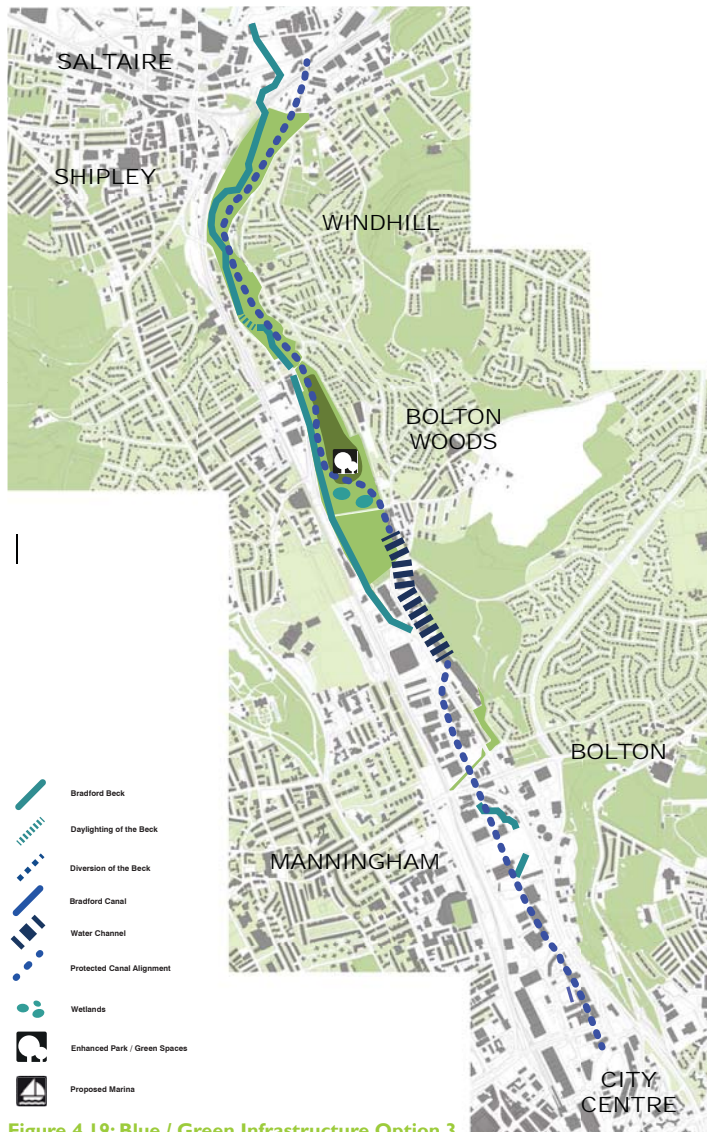 SALTAIRE
SHIPLEY
WINDHILL
BOLTON
WOODS
BOLTON
MANNINGHAM
CITY
CENTRE
Bradford Beck
Daylighting of the Beck
Diversion of the Beck
Bradford Canal
Water Channel
Protected Canal Alignment
Wetlands
Enhanced Park / Green Spaces
Proposed Marina
Figure 4.19: Blue / Green Infrastructure Option 3